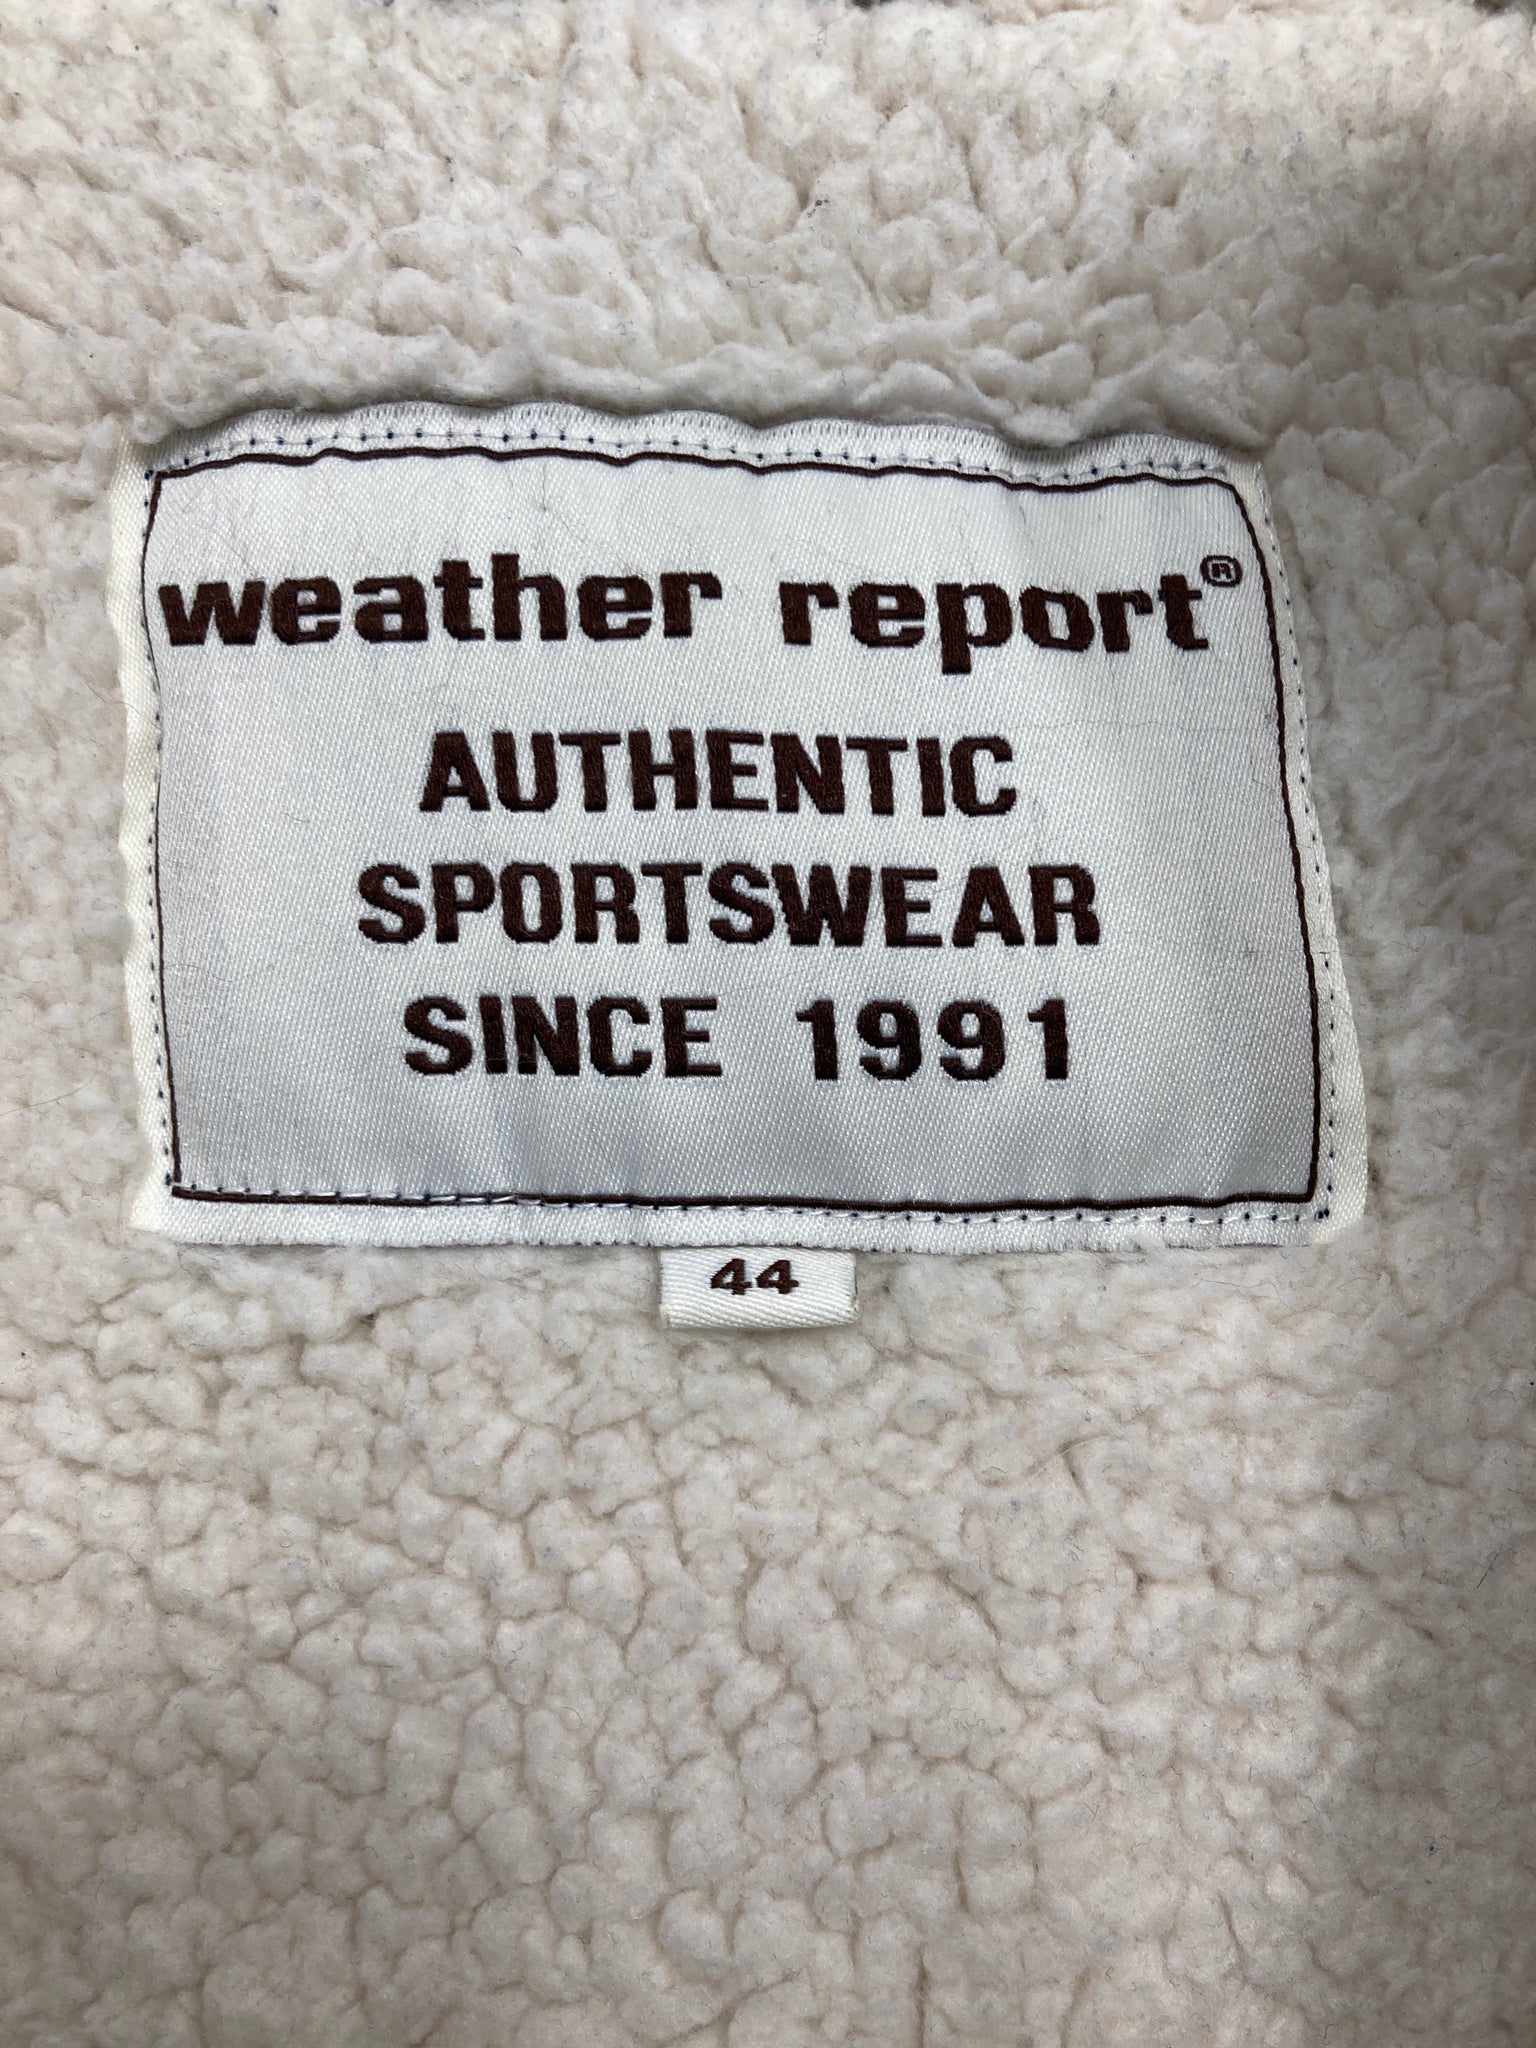 weather report®
AUTHENTIC
SPORTSWEAR
SINCE 1991
44